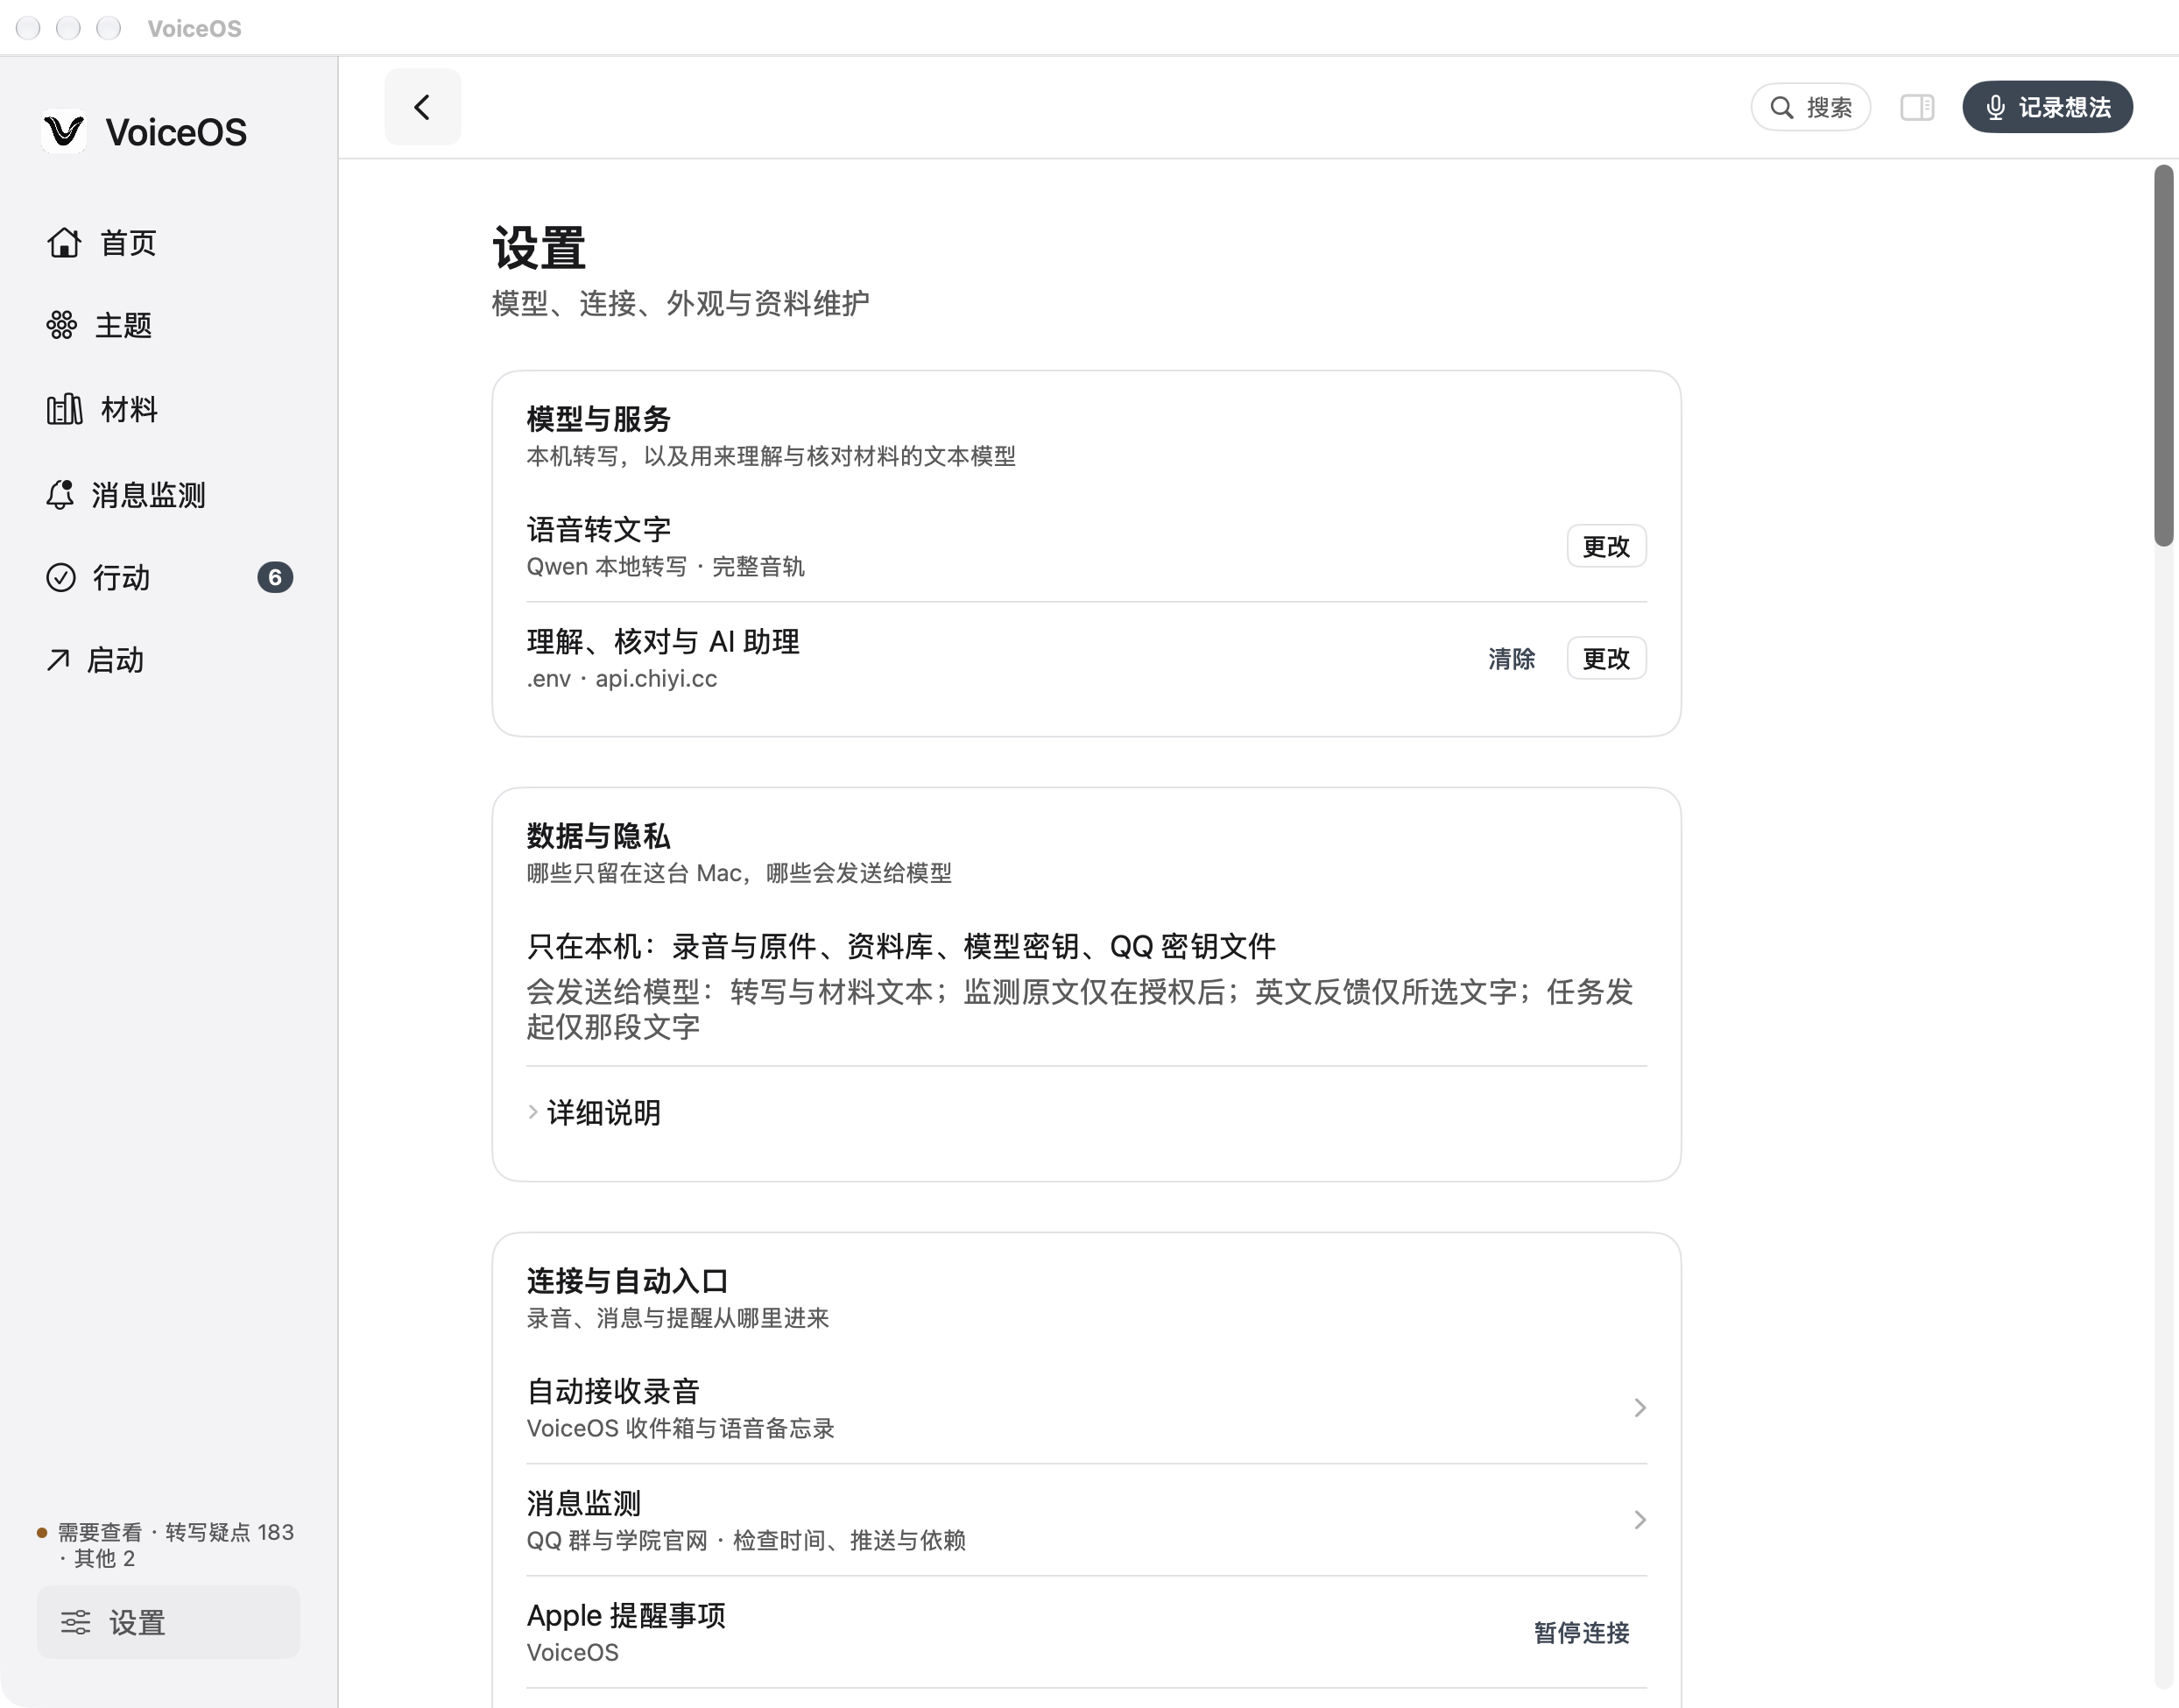 VoiceOS
VoiceOS
首页
主题
材料
消息监测
行动 6
启动
需要查看 · 转写疑点 183
· 其他 2
设置
搜索
记录想法
设置
模型、连接、外观与资料维护
模型与服务
本机转写，以及用来理解与核对材料的文本模型
语音转文字
Qwen 本地转写 · 完整音轨
更改
理解、核对与 AI 助理
.env · api.chiyi.cc
清除
更改
数据与隐私
哪些只留在这台 Mac，哪些会发送给模型
只在本机：录音与原件、资料库、模型密钥、QQ 密钥文件
会发送给模型：转写与材料文本；监测原文仅在授权后；英文反馈仅所选文字；任务发
起仅那段文字
详细说明
连接与自动入口
录音、消息与提醒从哪里进来
自动接收录音
VoiceOS 收件箱与语音备忘录
消息监测
QQ 群与学院官网 · 检查时间、推送与依赖
Apple 提醒事项
VoiceOS
暂停连接